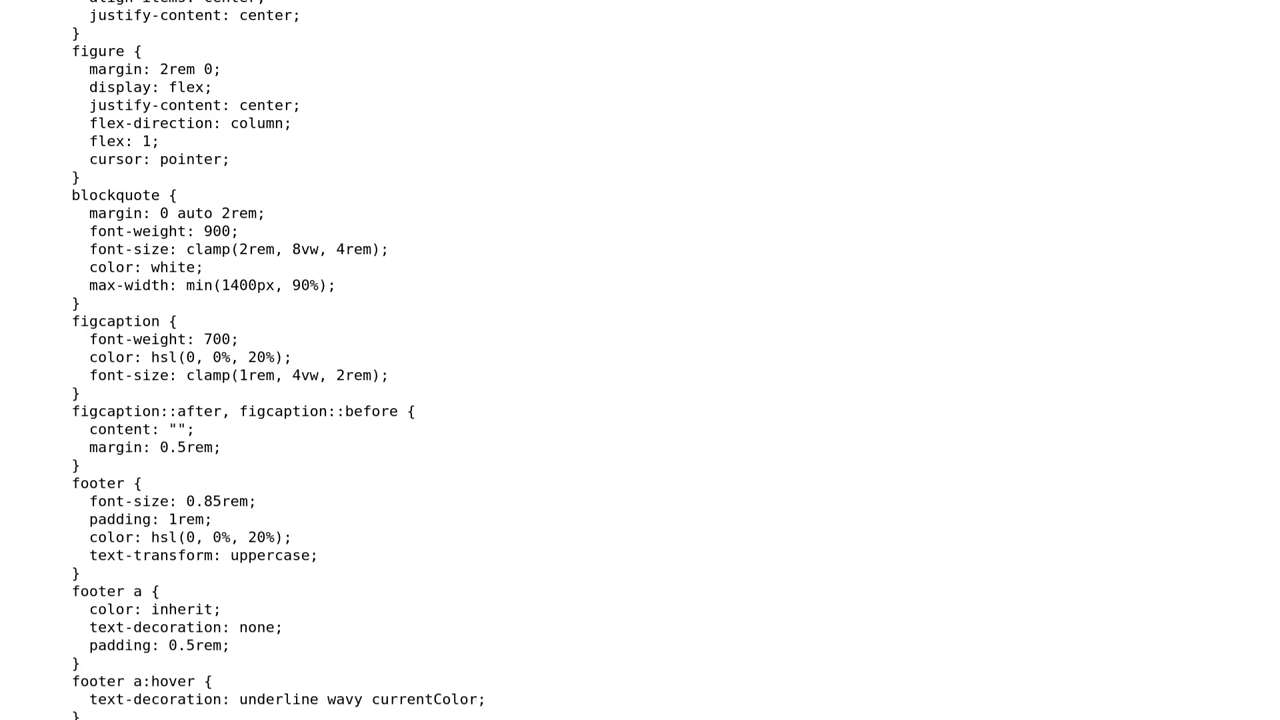 align-items: center;
justify-content: center;
}
figure {
margin: 2rem 0;
display: flex;
justify-content: center;
flex-direction: column;
flex: 1;
cursor: pointer;
}
blockquote {
margin: 0 auto 2rem;
font-weight: 900;
font-size: clamp(2rem, 8vw, 4rem);
color: white;
max-width: min(1400px, 90%);
}
figcaption {
font-weight: 700;
color: hsl(0, 0%, 20%);
font-size: clamp(1rem, 4vw, 2rem);
}
figcaption::after, figcaption::before {
content: "";
margin: 0.5rem;
}
footer {
font-size: 0.85rem;
padding: 1rem;
color: hsl(0, 0%, 20%);
text-transform: uppercase;
}
footer a {
color: inherit;
text-decoration: none;
padding: 0.5rem;
}
footer a:hover {
text-decoration: underline wavy currentColor;
}